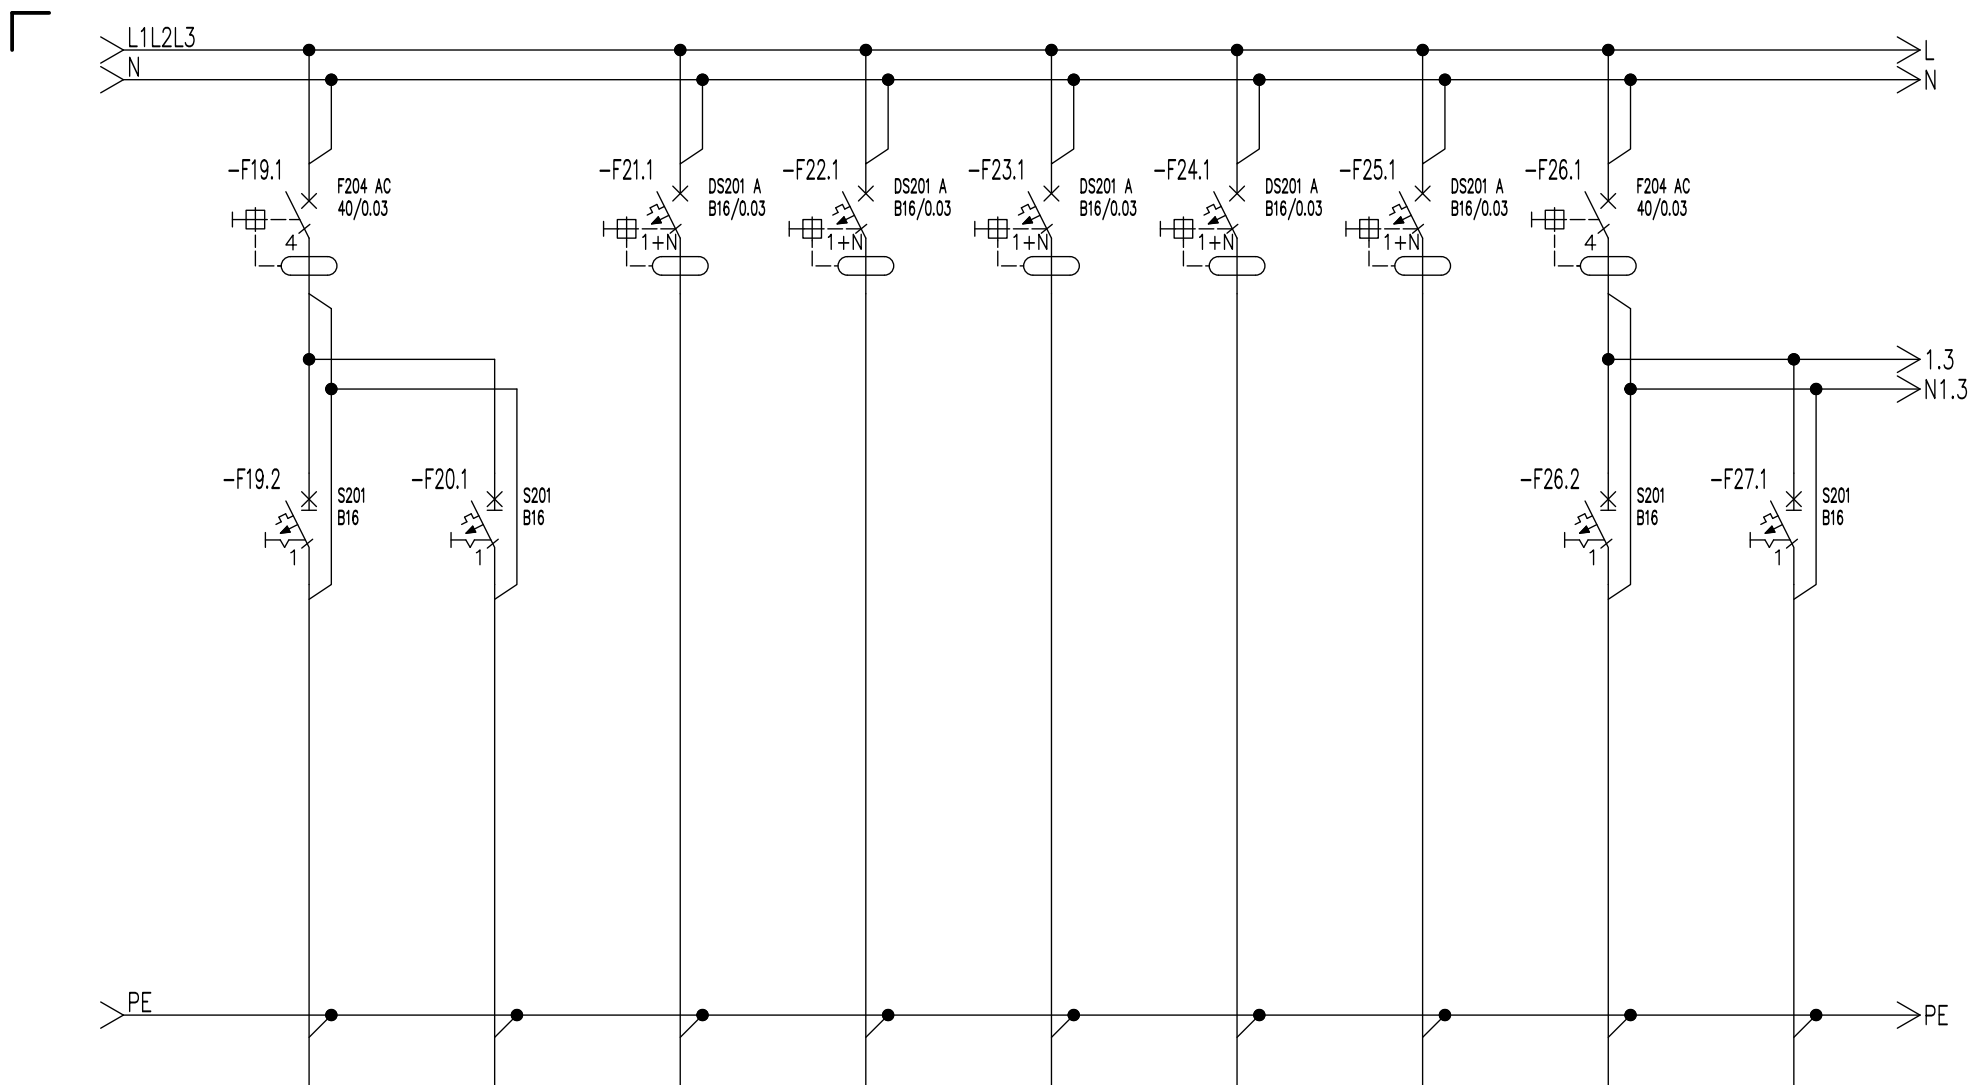 L1L2L3
L
N
N
-F19.1
F204 AC
40/0.03
4
-F21.1
DS201 A
B16/0.03
1+N
-F22.1
DS201 A
B16/0.03
1+N
-F23.1
DS201 A
B16/0.03
1+N
-F24.1
DS201 A
B16/0.03
1+N
-F25.1
DS201 A
B16/0.03
1+N
-F26.1
F204 AC
40/0.03
4
1.3
N1.3
-F19.2
S201
B16
1
-F20.1
S201
B16
1
-F26.2
S201
B16
1
-F27.1
S201
B16
1
PE
PE